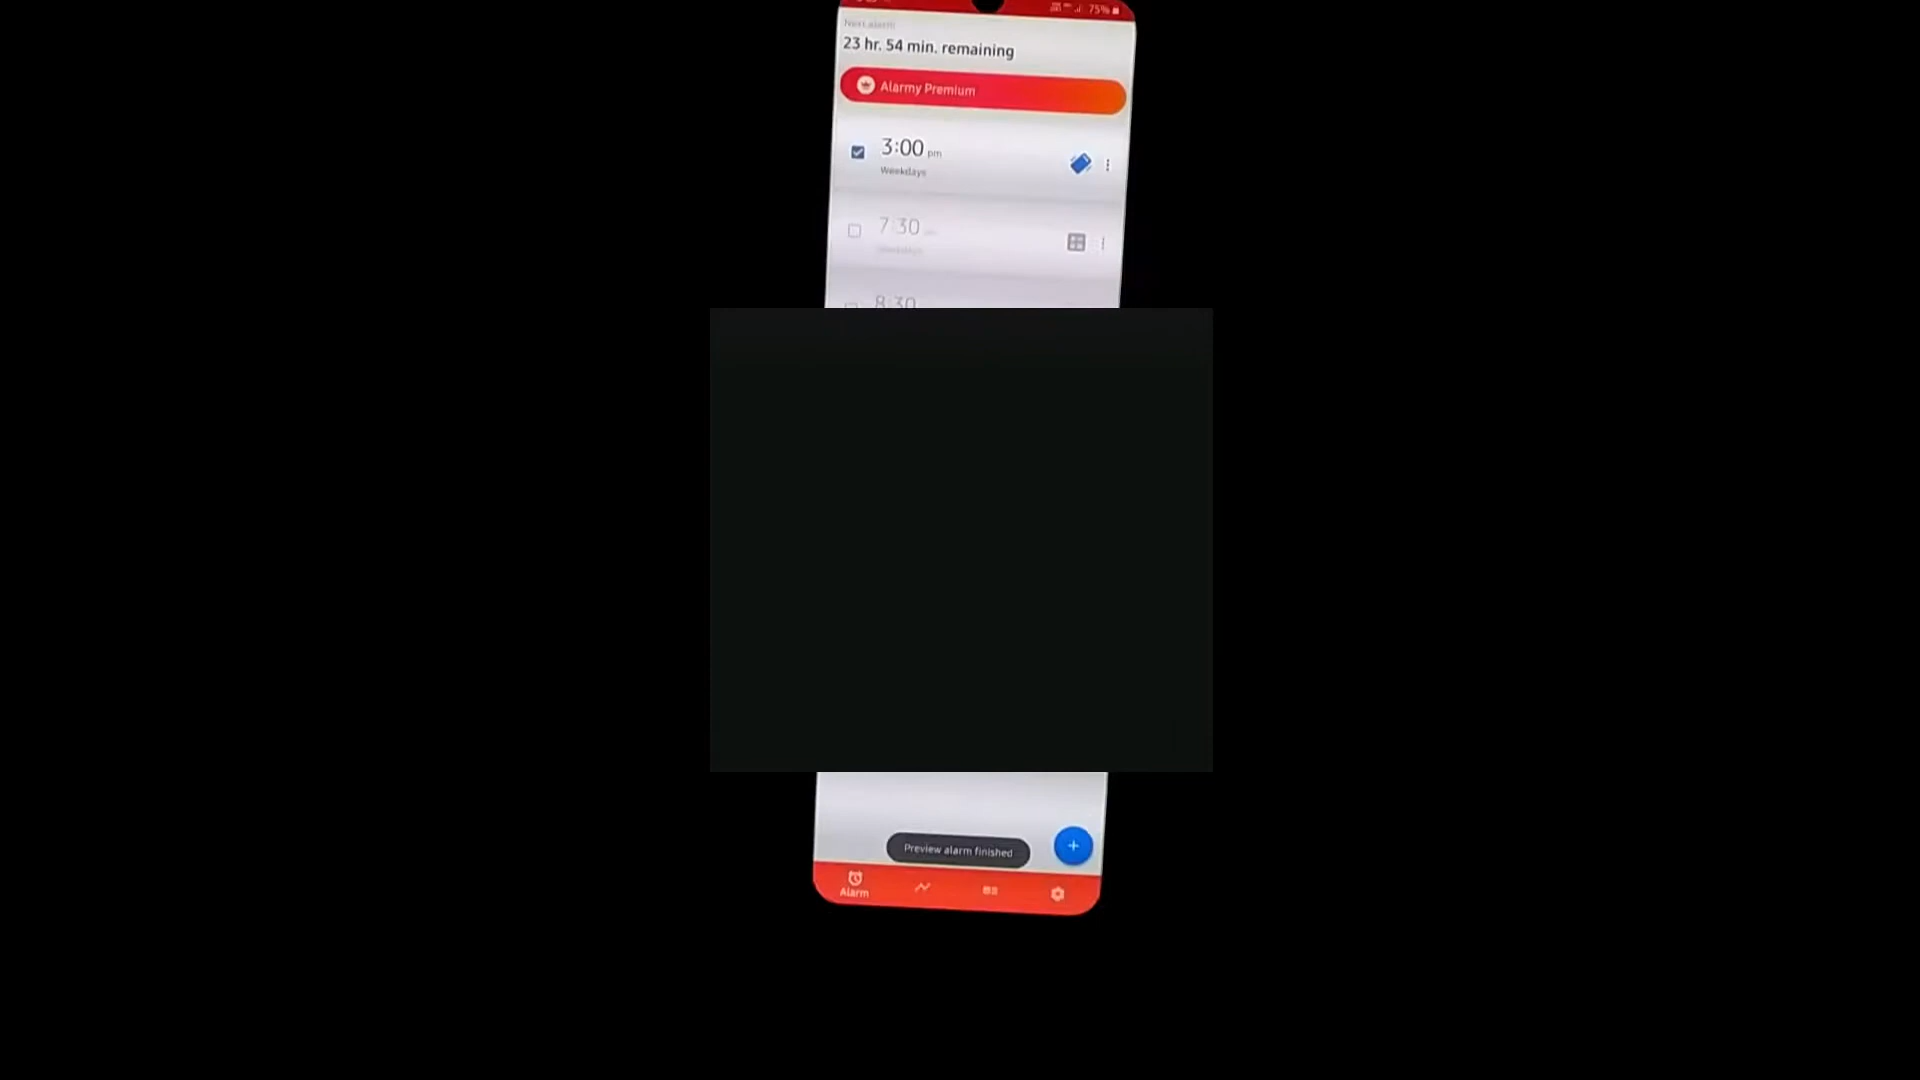 75%
Next alarm
23 hr. 54 min. remaining
Alarmy Premium
3:00 pm
Weekdays
7:30
8:30
Preview alarm finished
Alarm